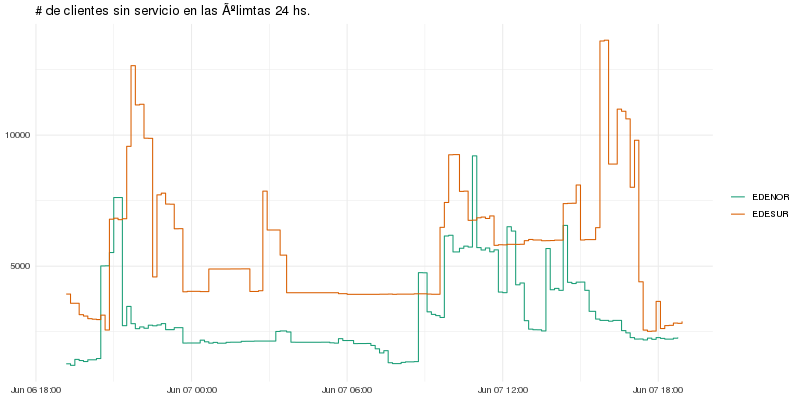 # de clientes sin servicio en las Ãºlimtas 24 hs.
10000
5000
EDENOR
EDESUR
Jun 06 18:00
Jun 07 00:00
Jun 07 06:00
Jun 07 12:00
Jun 07 18:00